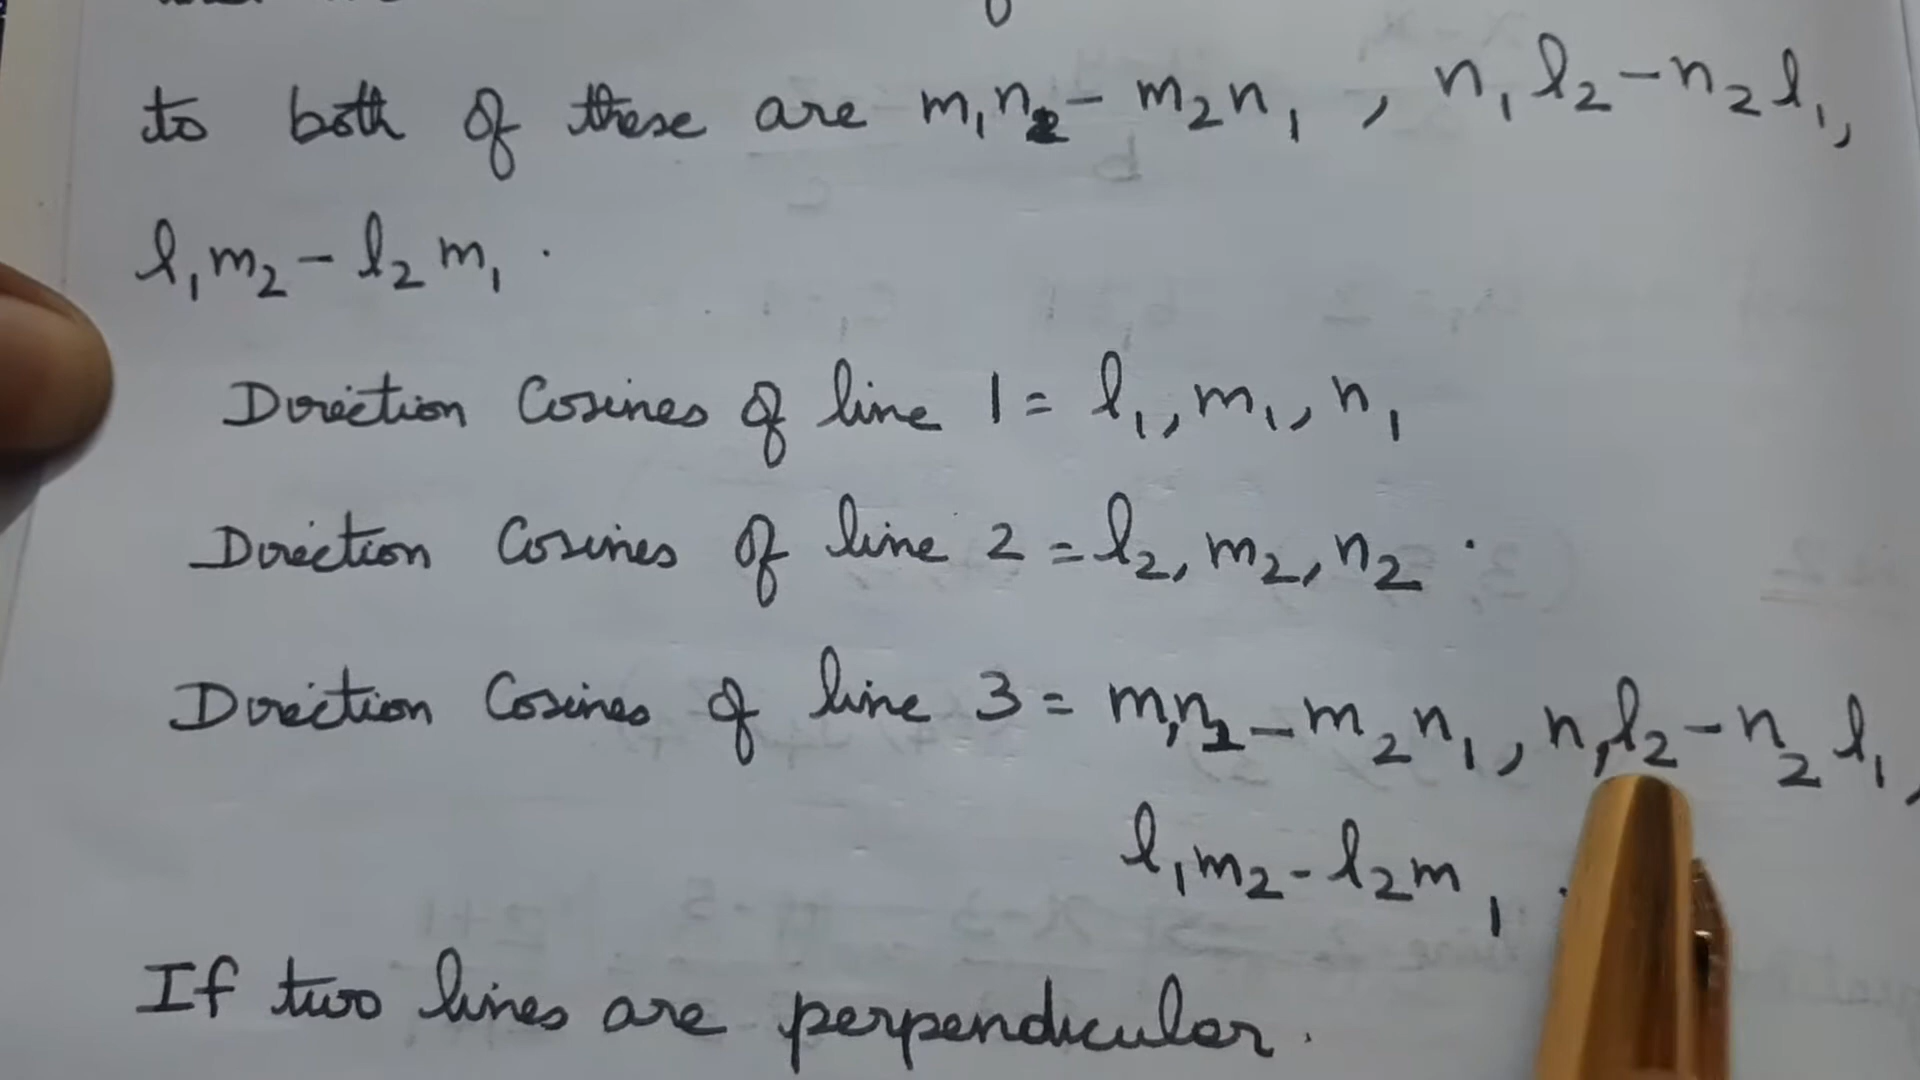 to both of these are m₁n₂ - m₂n₁ , n₁l₂ - n₂l₁,
l₁m₂ - l₂m₁ .
Direction Cosines of line 1 = l₁, m₁, n₁
Direction Cosines of line 2 = l₂, m₂, n₂ .
Direction Cosines of line 3 = m₁n₂ - m₂n₁, n₁l₂ - n₂l₁,
l₁m₂ - l₂m₁ .
If two lines are perpendicular .